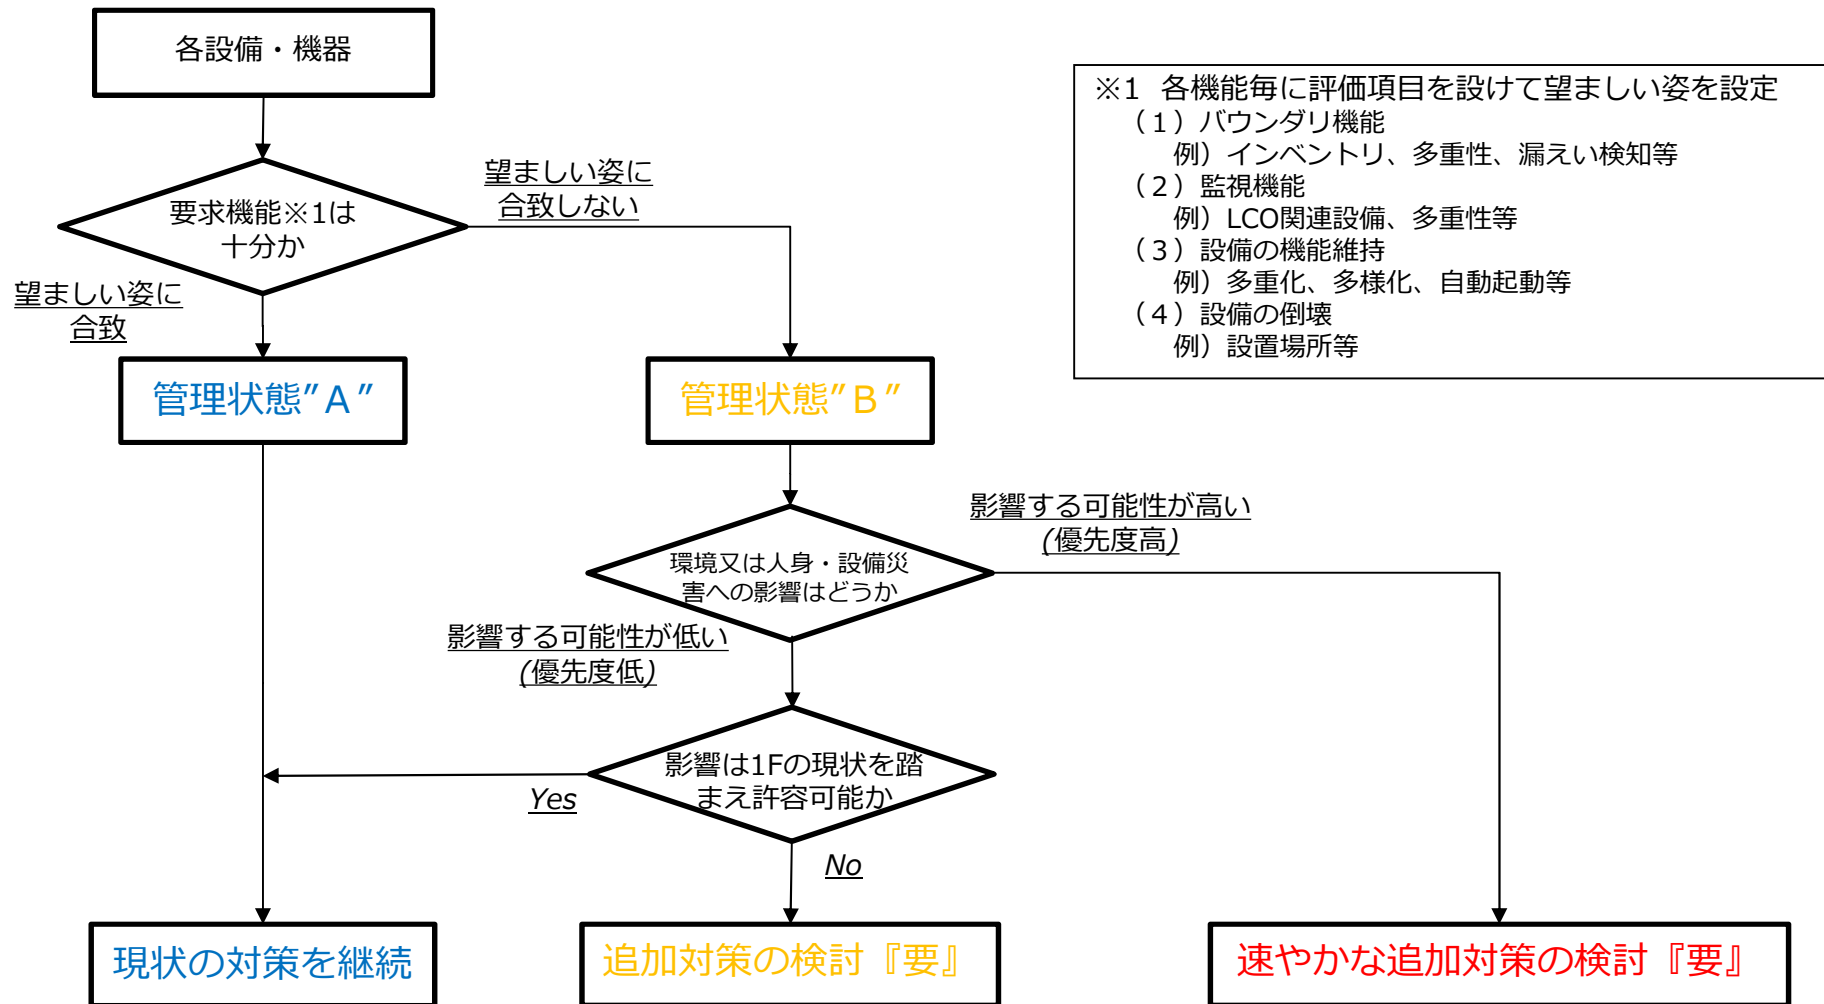 各設備・機器
※1 各機能毎に評価項目を設けて望ましい姿を設定
（１）バウンダリ機能
例）インベントリ、多重性、漏えい検知等
（２）監視機能
例）LCO関連設備、多重性等
（３）設備の機能維持
例）多重化、多様化、自動起動等
（４）設備の倒壊
例）設置場所等
要求機能※1は
十分か
望ましい姿に
合致しない
望ましい姿に
合致
管理状態”Ａ”
管理状態”Ｂ”
環境又は人身・設備災
害への影響はどうか
影響する可能性が高い
(優先度高)
影響する可能性が低い
(優先度低)
影響は1Fの現状を踏
まえ許容可能か
Yes
No
現状の対策を継続
追加対策の検討『要』
速やかな追加対策の検討『要』